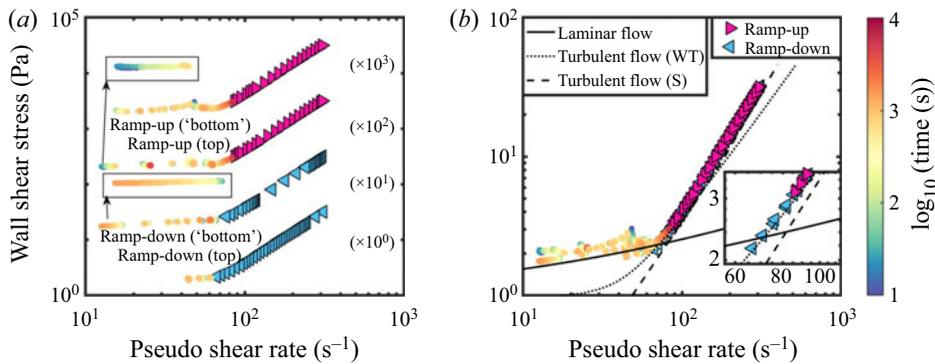 (a)
Wall shear stress (Pa)
10^5
10^0
(×10^3)
Ramp-up (‘bottom’)
Ramp-up (top)
(×10^2)
(×10^1)
Ramp-down (‘bottom’)
Ramp-down (top)
(×10^0)
10^1
10^2
10^3
Pseudo shear rate (s^–1)
(b)
10^2
10^1
10^0
Laminar flow
Turbulent flow (WT)
Turbulent flow (S)
Ramp-up
Ramp-down
3
2
60
80
100
10^1
10^2
10^3
Pseudo shear rate (s^–1)
4
3
2
1
log_10 (time (s))